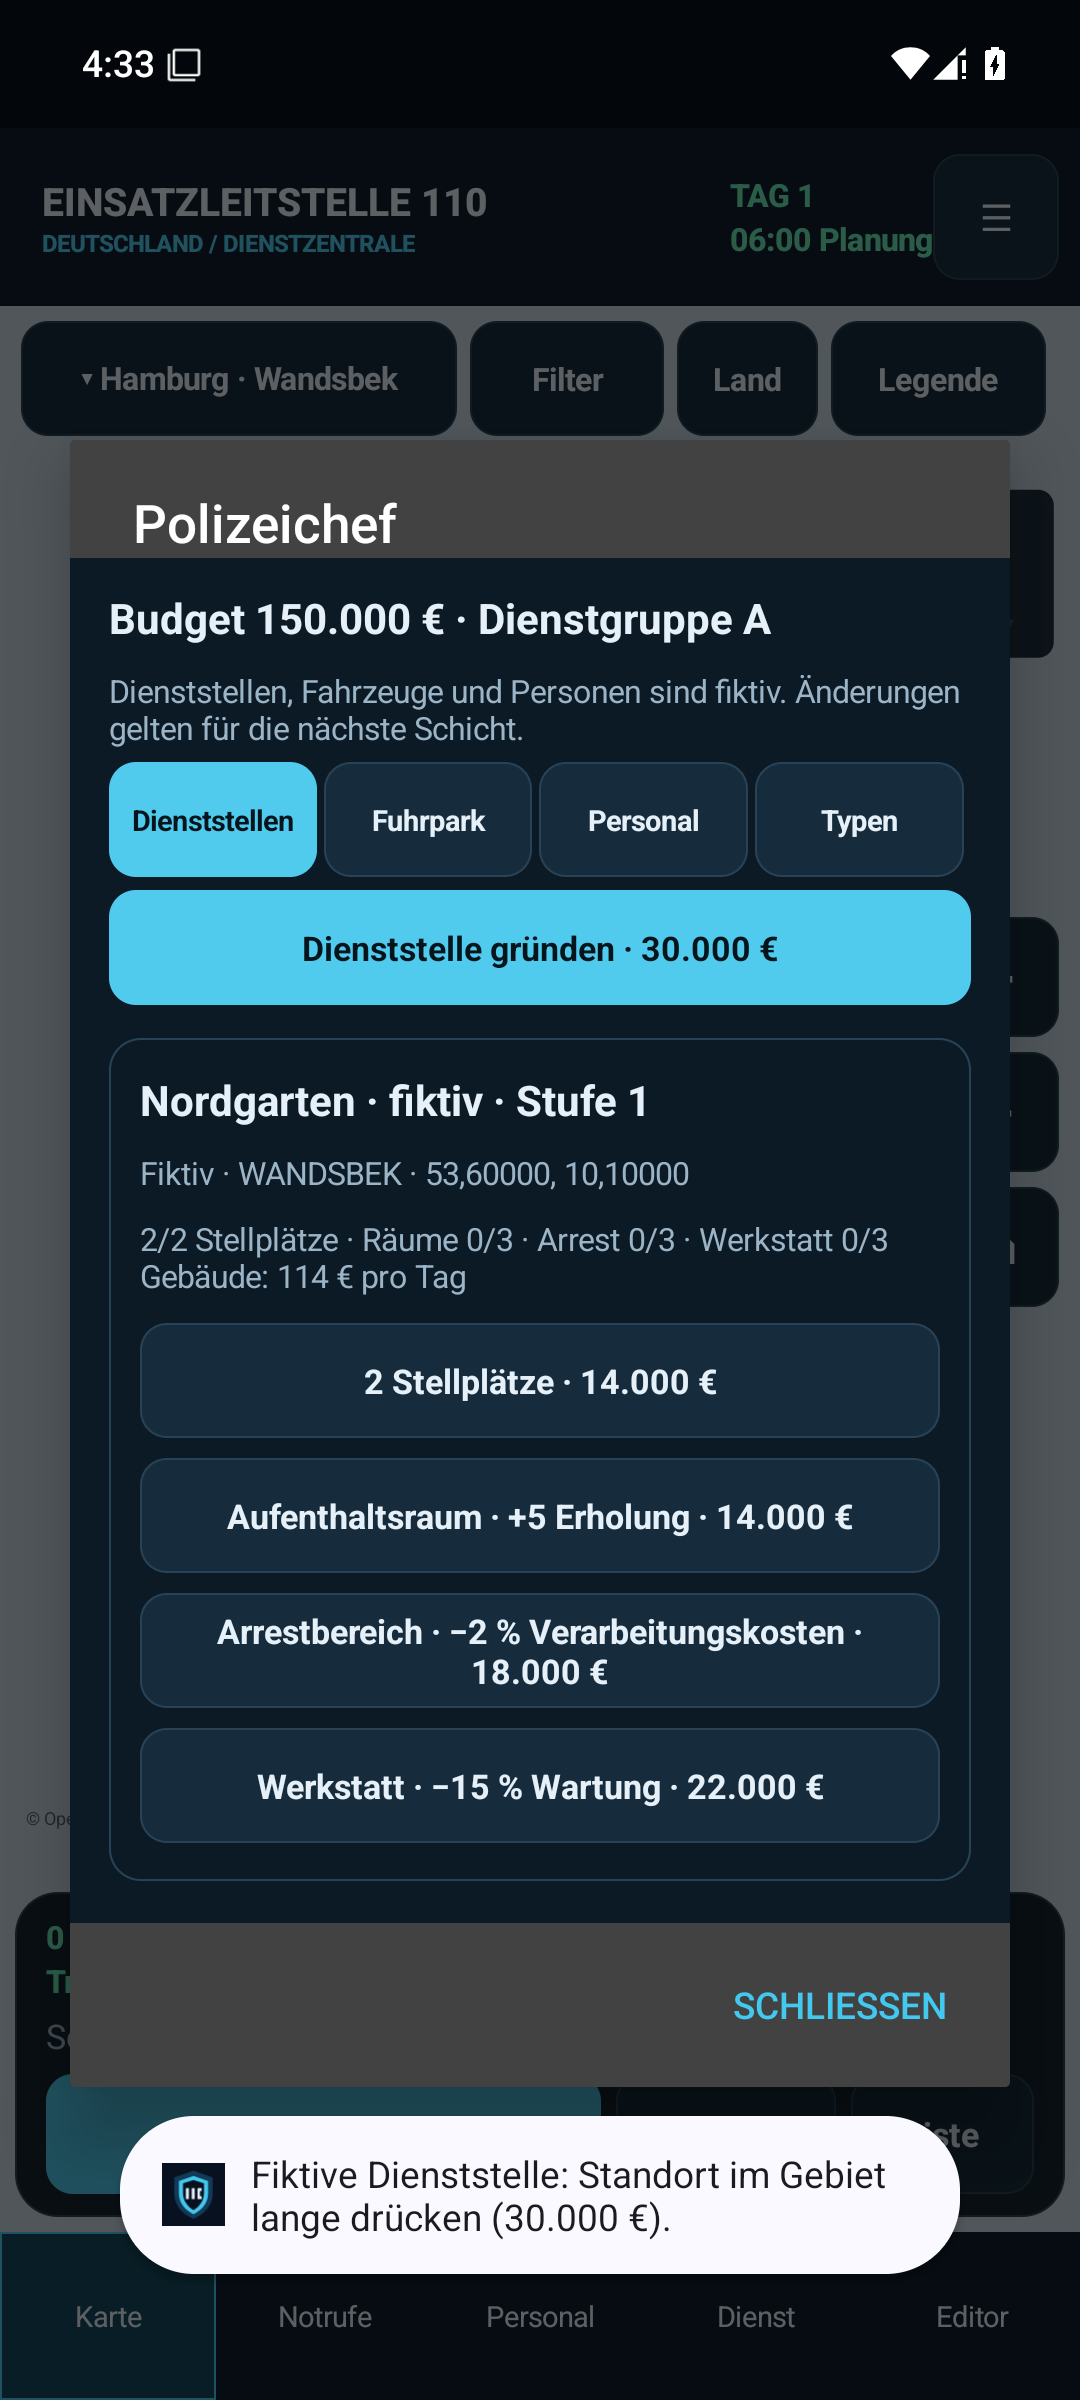 4:33
EINSATZLEITSTELLE 110
DEUTSCHLAND / DIENSTZENTRALE
TAG 1
06:00 Planung
▾ Hamburg · Wandsbek
Filter
Land
Legende
Polizeichef
Budget 150.000 € · Dienstgruppe A
Dienststellen, Fahrzeuge und Personen sind fiktiv. Änderungen
gelten für die nächste Schicht.
Dienststellen
Fuhrpark
Personal
Typen
Dienststelle gründen · 30.000 €
Nordgarten · fiktiv · Stufe 1
Fiktiv · WANDSBEK · 53,60000, 10,10000
2/2 Stellplätze · Räume 0/3 · Arrest 0/3 · Werkstatt 0/3
Gebäude: 114 € pro Tag
2 Stellplätze · 14.000 €
Aufenthaltsraum · +5 Erholung · 14.000 €
Arrestbereich · −2 % Verarbeitungskosten ·
18.000 €
Werkstatt · −15 % Wartung · 22.000 €
0
SCHLIESSEN
Fiktive Dienststelle: Standort im Gebiet
lange drücken (30.000 €).
Karte
Notrufe
Personal
Dienst
Editor